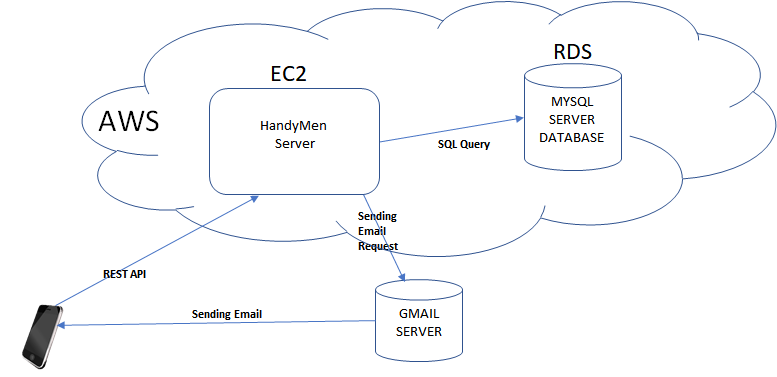 RDS
EC2
AWS
HandyMen
Server
MYSQL
SERVER
DATABASE
SQL Query
Sending
Email
Request
REST API
Sending Email
GMAIL
SERVER